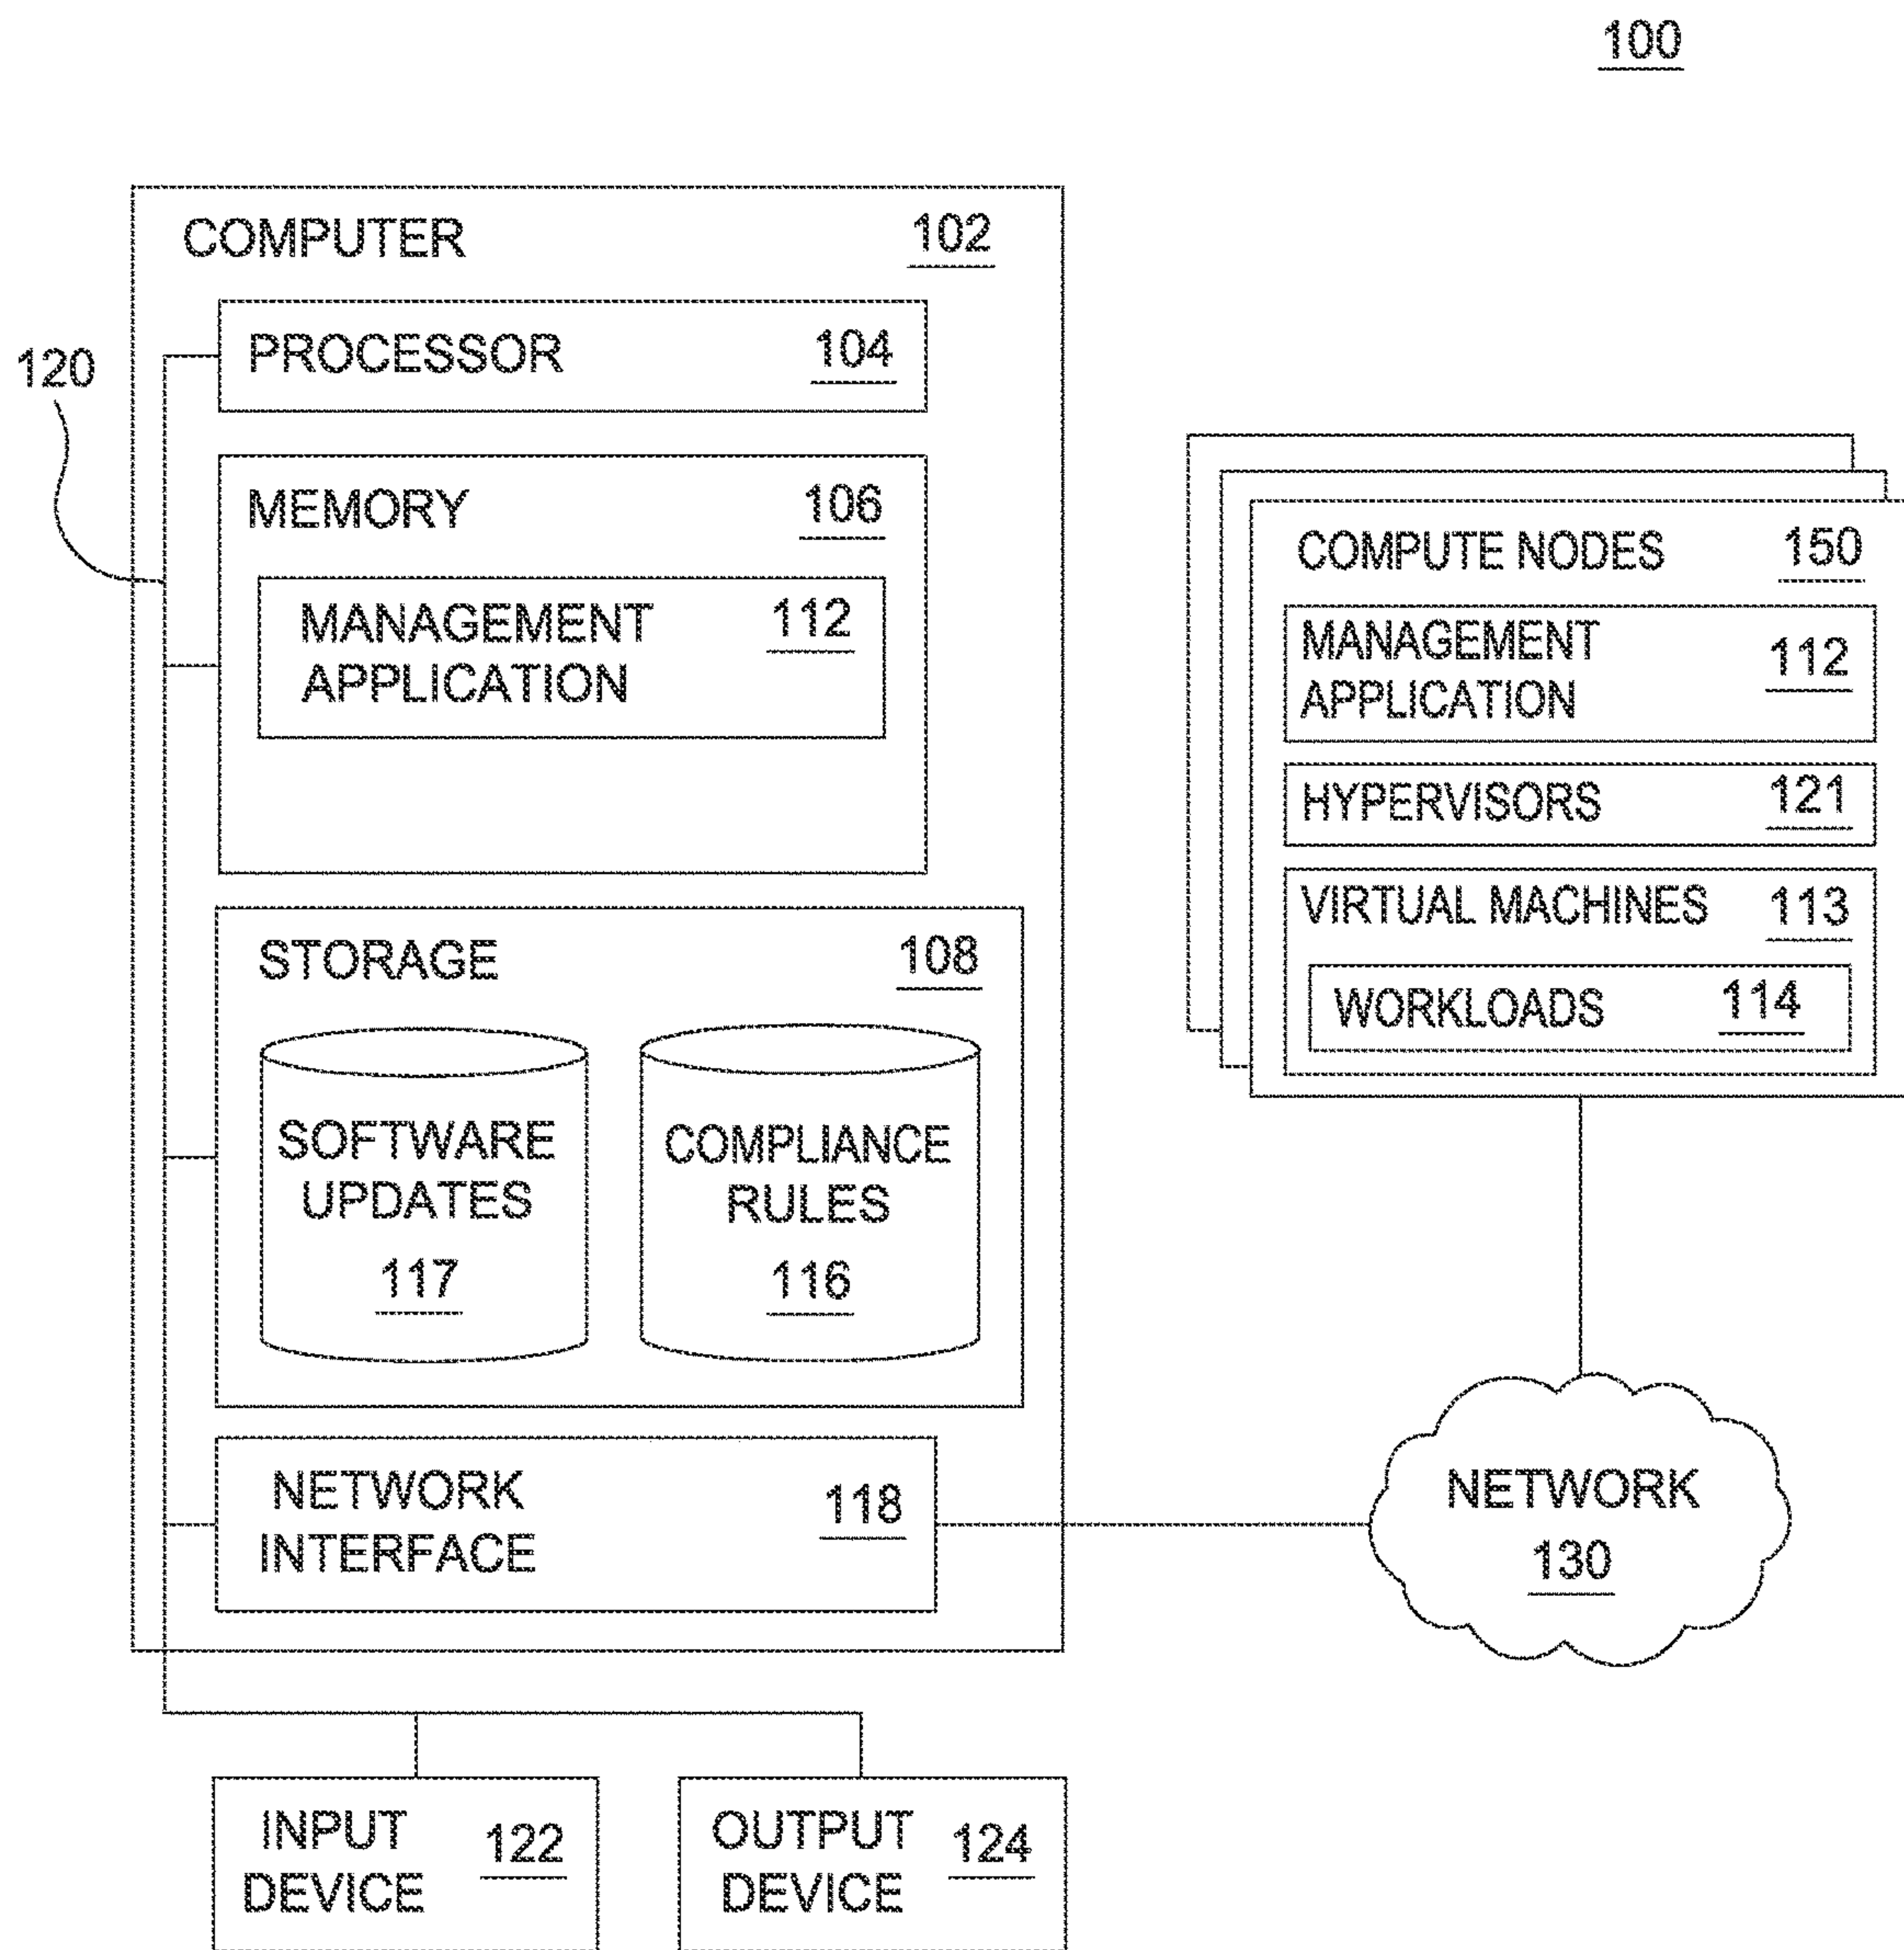 100
COMPUTER 102
PROCESSOR 104
120
MEMORY 106
MANAGEMENT 112
APPLICATION
STORAGE 108
SOFTWARE
UPDATES
117
COMPLIANCE
RULES
116
NETWORK
INTERFACE 118
INPUT
DEVICE 122
OUTPUT
DEVICE 124
COMPUTE NODES 150
MANAGEMENT
APPLICATION 112
HYPERVISORS 121
VIRTUAL MACHINES 113
WORKLOADS 114
NETWORK
130